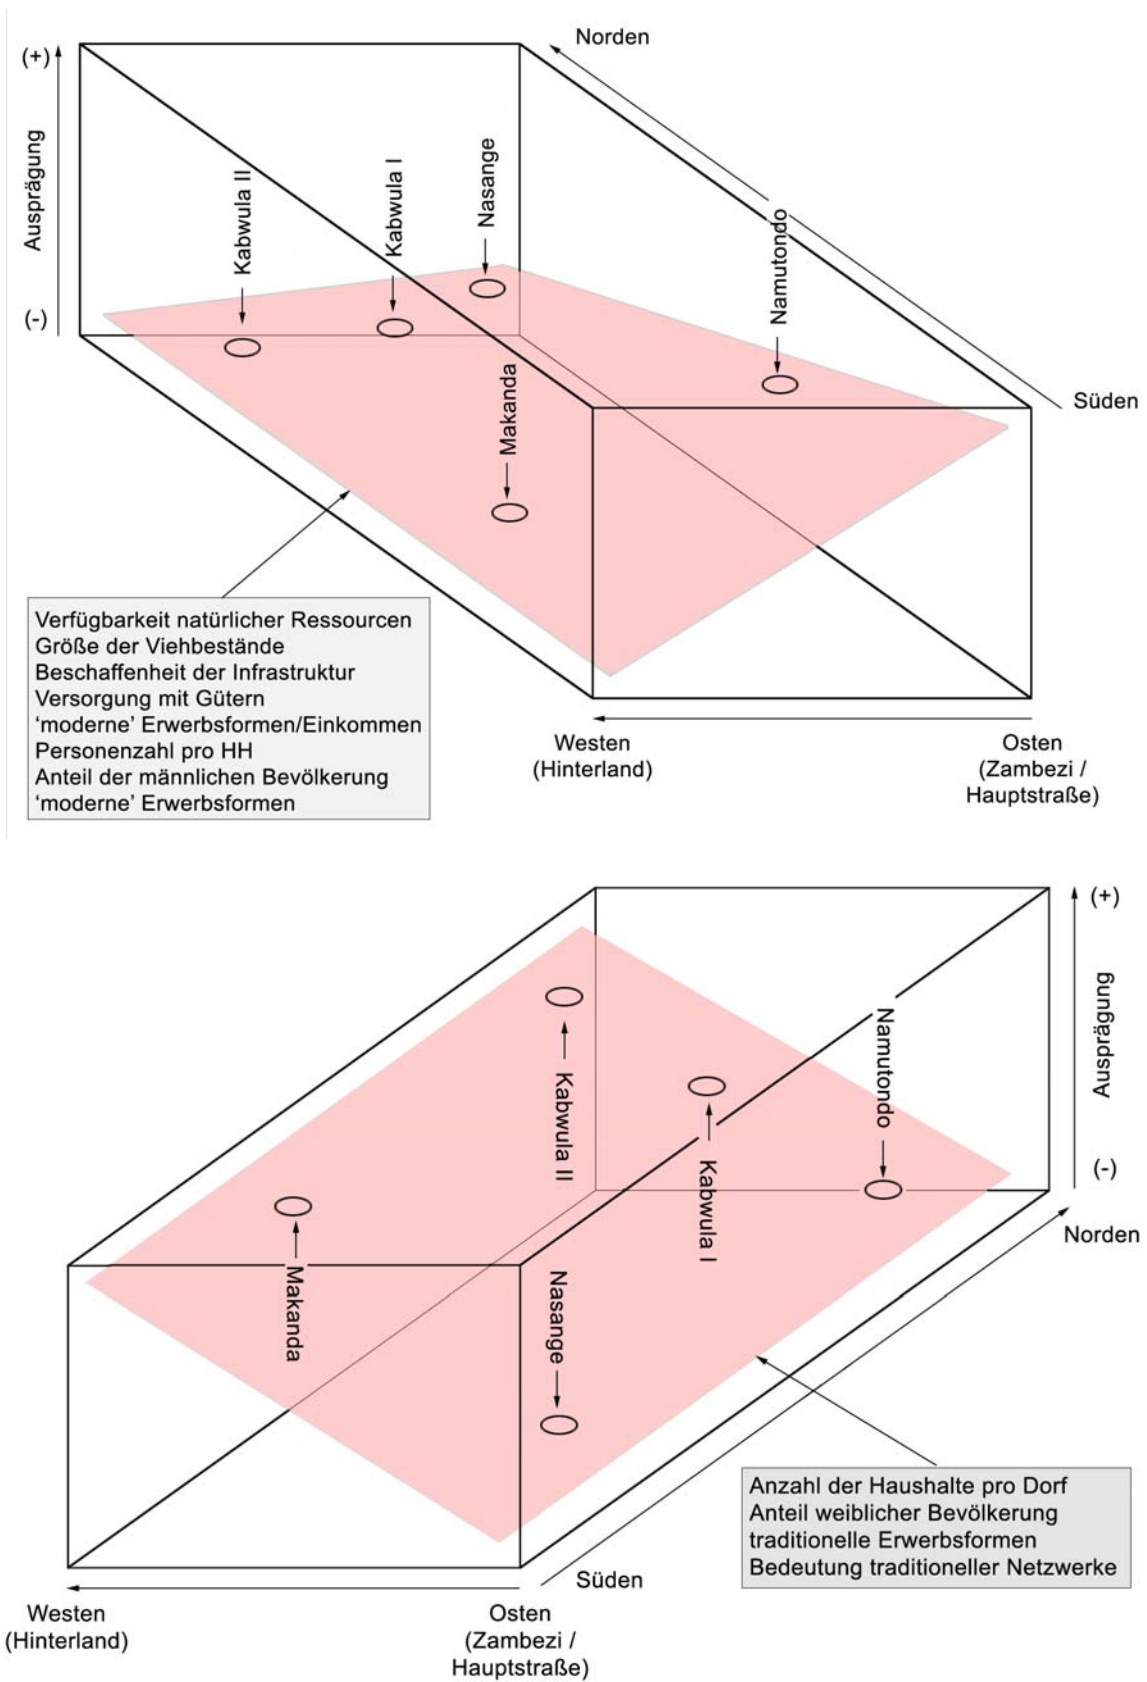 Norden
(+)
Ausprägung
(-)
Kabwula II
Kabwula I
Nasange
Namutondo
Makanda
Süden
Verfügbarkeit natürlicher Ressourcen
Größe der Viehbestände
Beschaffenheit der Infrastruktur
Versorgung mit Gütern
‘moderne’ Erwerbsformen/Einkommen
Personenzahl pro HH
Anteil der männlichen Bevölkerung
‘moderne’ Erwerbsformen
Westen
(Hinterland)
Osten
(Zambezi /
Hauptstraße)
(+)
Ausprägung
(-)
Namutondo
Kabwula II
Kabwula I
Makanda
Nasange
Norden
Anzahl der Haushalte pro Dorf
Anteil weiblicher Bevölkerung
traditionelle Erwerbsformen
Bedeutung traditioneller Netzwerke
Süden
Westen
(Hinterland)
Osten
(Zambezi /
Hauptstraße)